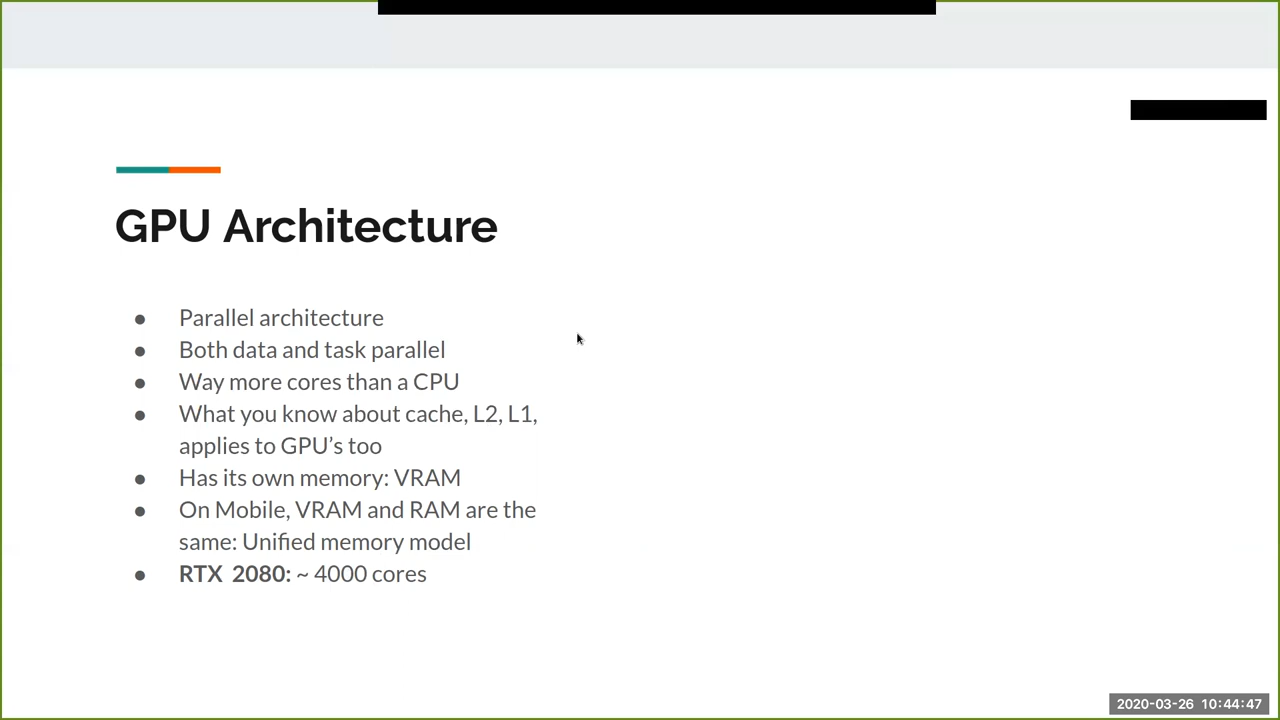 GPU Architecture
● Parallel architecture
● Both data and task parallel
● Way more cores than a CPU
● What you know about cache, L2, L1,
applies to GPU’s too
● Has its own memory: VRAM
● On Mobile, VRAM and RAM are the
same: Unified memory model
● RTX 2080: ~ 4000 cores
2020-03-26 10:44:47